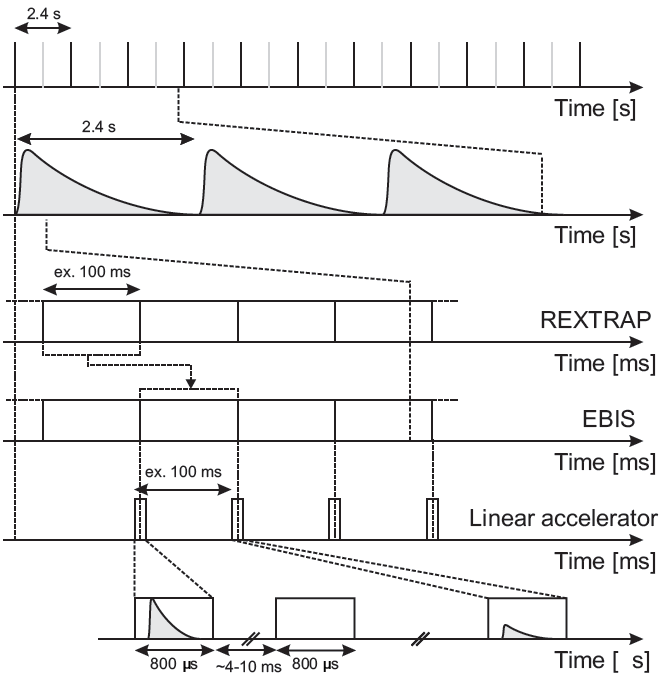 2.4 s
Time [s]
2.4 s
Time [s]
ex. 100 ms
REXTRAP
Time [ms]
EBIS
Time [ms]
ex. 100 ms
Linear accelerator
Time [ms]
800 µs
~4-10 ms
800 µs
Time [ s]